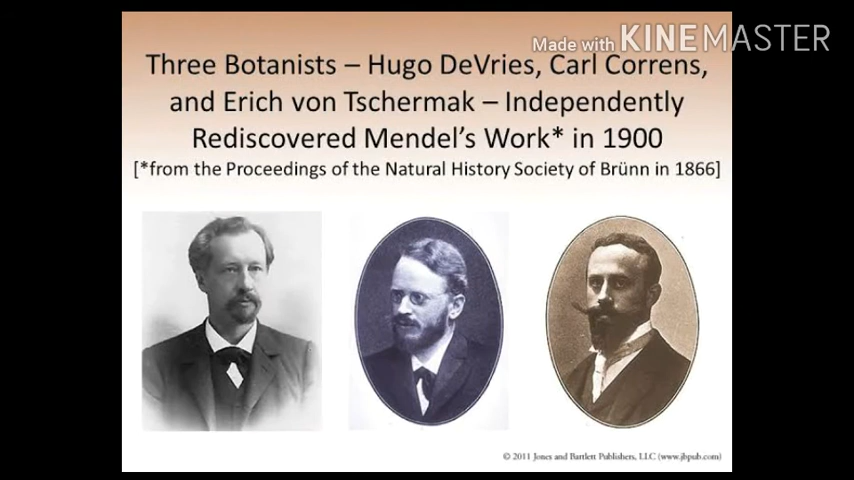 Made with KINEMASTER
Three Botanists – Hugo DeVries, Carl Correns,
and Erich von Tschermak – Independently
Rediscovered Mendel's Work* in 1900
[*from the Proceedings of the Natural History Society of Brünn in 1866]
© 2011 Jones and Bartlett Publishers, LLC (www.jbpub.com)